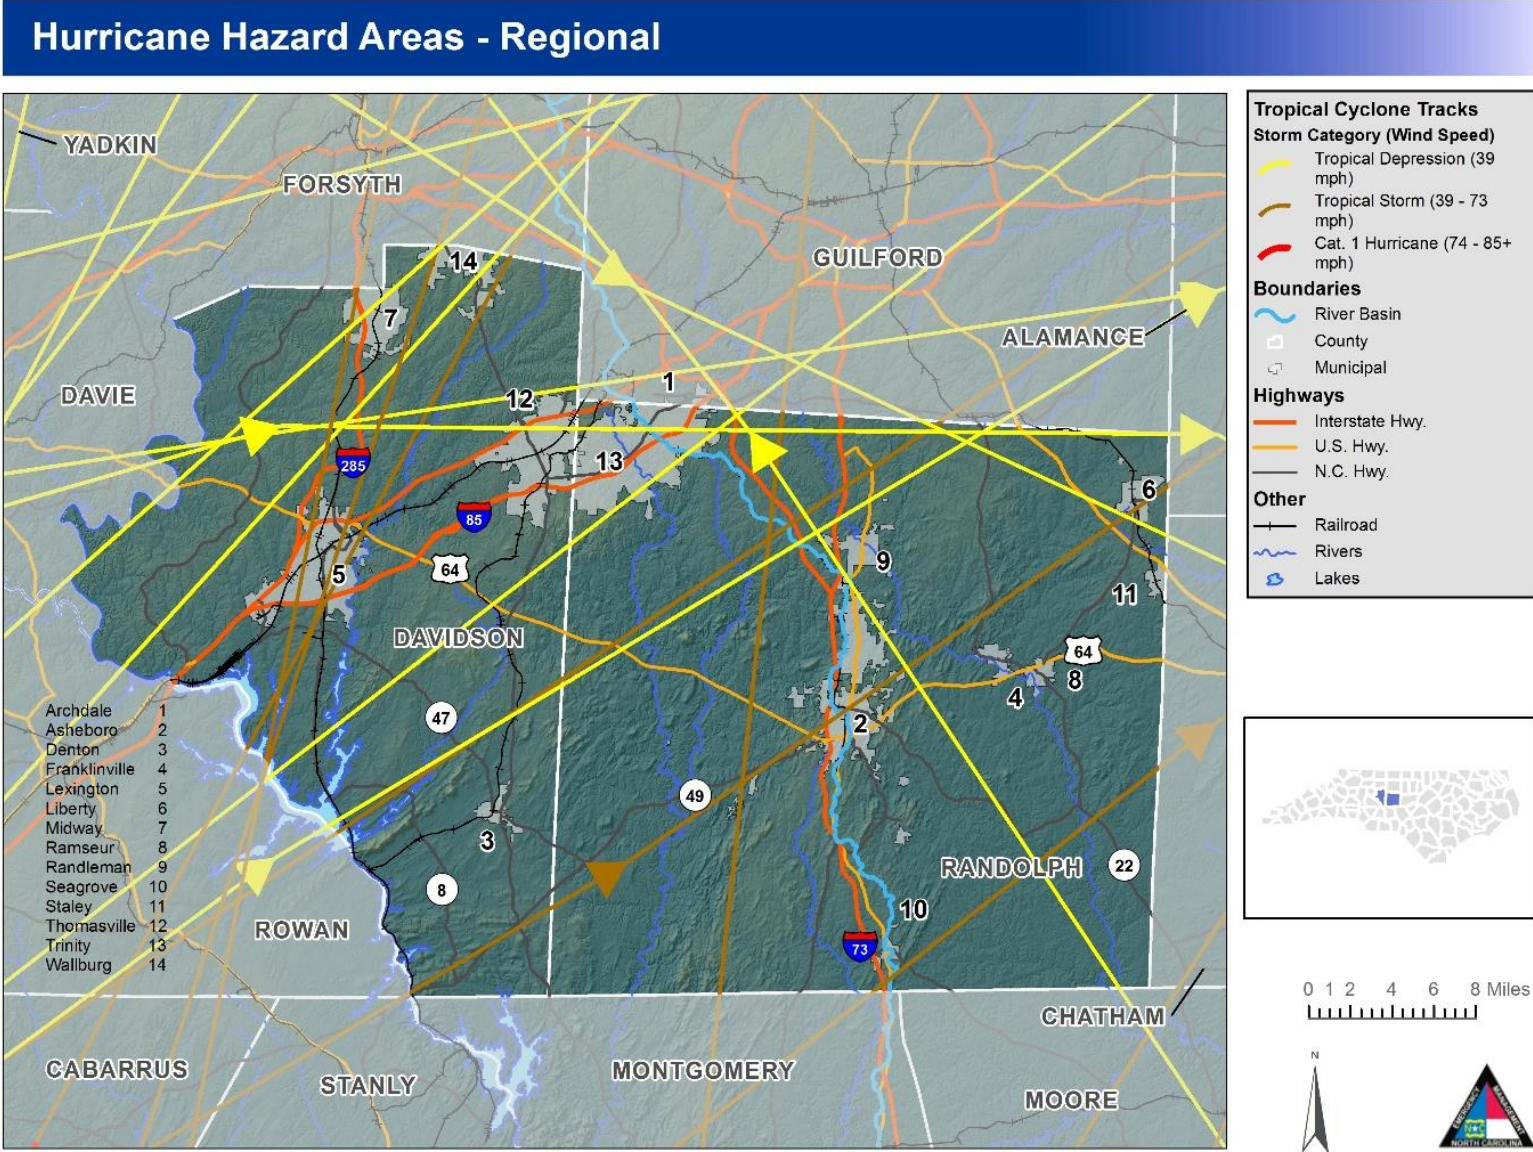 Hurricane Hazard Areas - Regional
YADKIN
FORSYTH
GUILFORD
14
7
ALAMANCE
DAVIE
1
12
285
13
6
85
9
5
64
11
DAVIDSON
64
4
8
47
2
49
3
8
RANDOLPH
22
10
73
ROWAN
CHATHAM
CABARRUS
STANLY
MONTGOMERY
MOORE
Archdale 1
Asheboro 2
Denton 3
Franklinville 4
Lexington 5
Liberty 6
Midway 7
Ramseur 8
Randleman 9
Seagrove 10
Staley 11
Thomasville 12
Trinity 13
Wallburg 14
Tropical Cyclone Tracks
Storm Category (Wind Speed)
Tropical Depression (39
mph)
Tropical Storm (39 - 73
mph)
Cat. 1 Hurricane (74 - 85+
mph)
Boundaries
River Basin
County
Municipal
Highways
Interstate Hwy.
U.S. Hwy.
N.C. Hwy.
Other
Railroad
Rivers
Lakes
0 1 2 4 6 8 Miles
N
EMERGENCY
MANAGEMENT
NC
NORTH CAROLINA